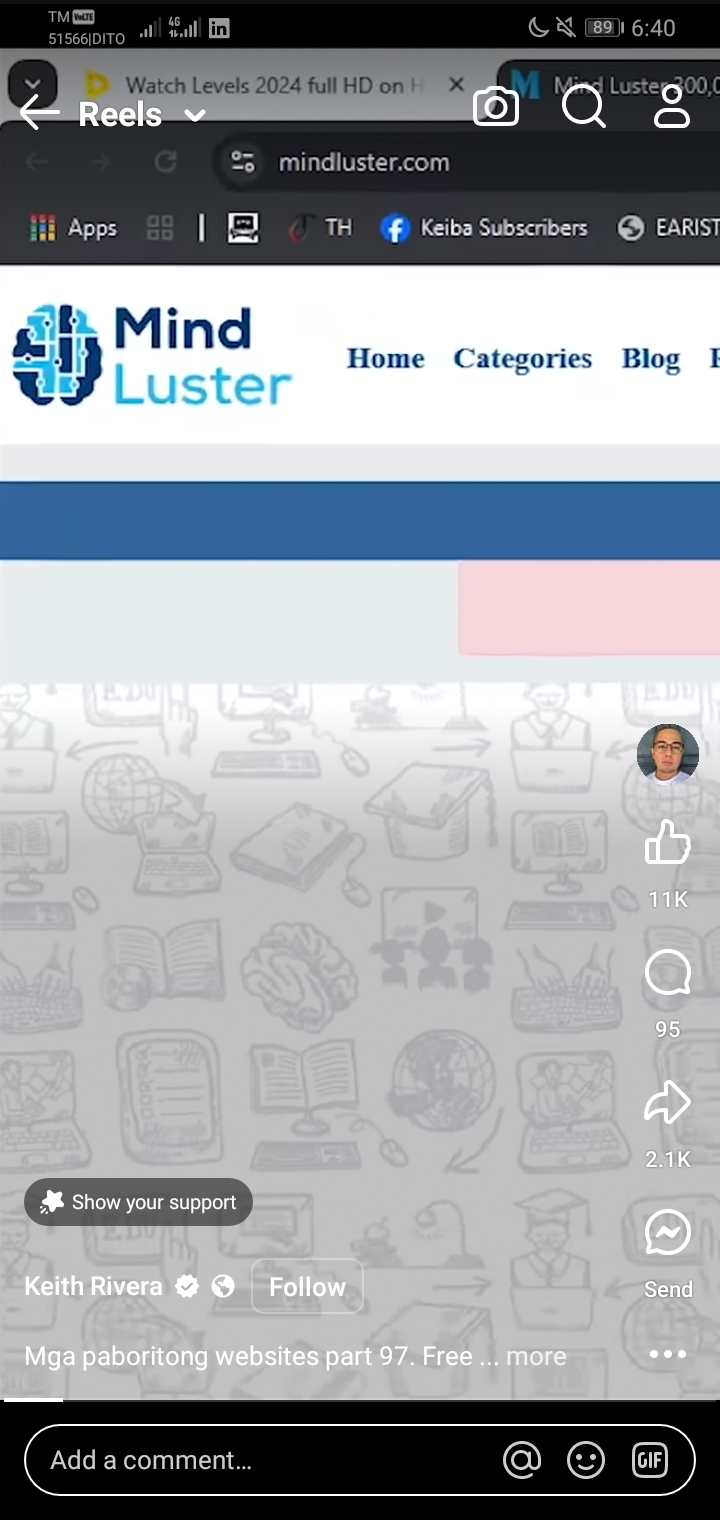 TM VoLTE
51566|DITO
4G
in
89
6:40
Watch Levels 2024 full HD on H
Mind Luster 300,0
Reels
mindluster.com
Apps
TH
Keiba Subscribers
EARIST
Mind
Luster
Home Categories Blog
11K
95
2.1K
Show your support
Send
Keith Rivera
Follow
Mga paboritong websites part 97. Free ... more
Add a comment...
GIF